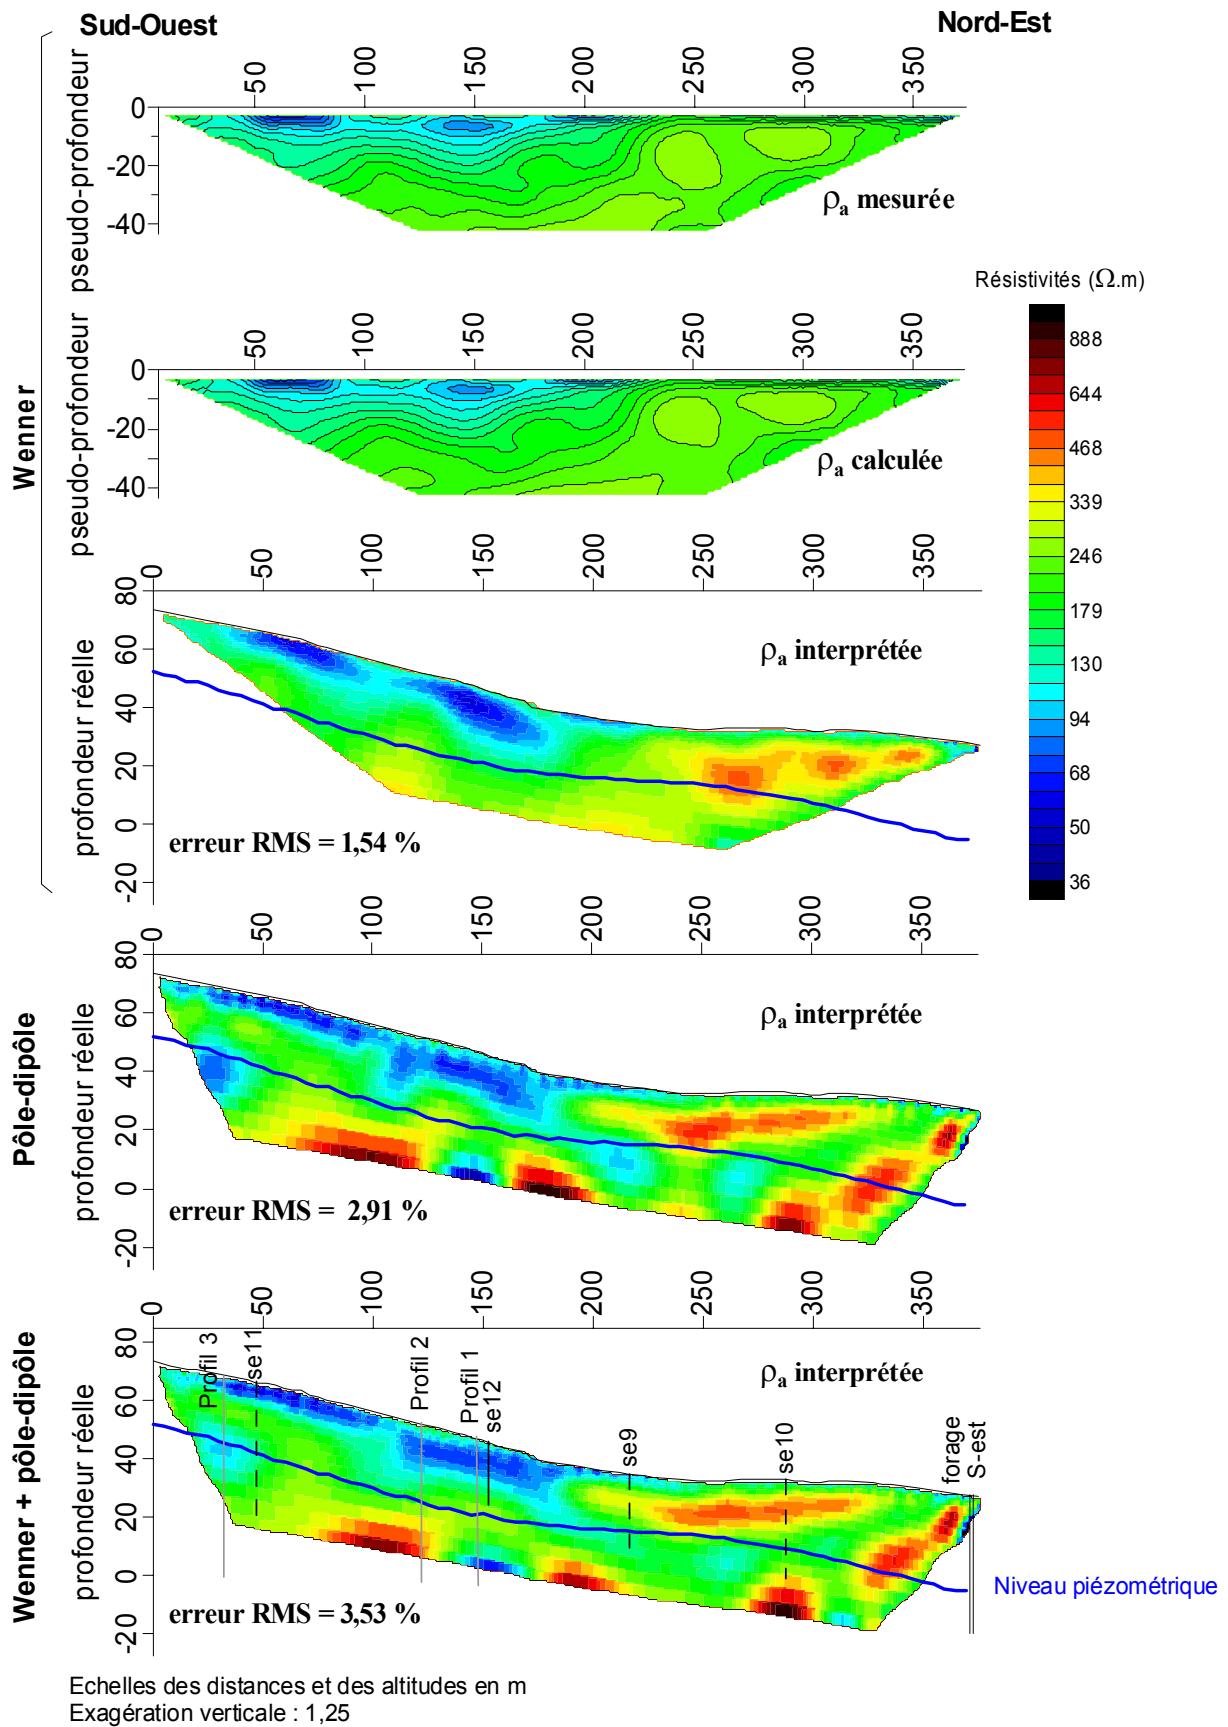 Sud-Ouest Nord-Est
50 100 150 200 250 300 350
0
-20
-40
pseudo-profondeur
ρa mesurée
Résistivités (Ω.m)
888
644
468
339
246
179
130
94
68
50
36
50 100 150 200 250 300 350
0
-20
-40
pseudo-profondeur
ρa calculée
Wenner
0 50 100 150 200 250 300 350
80
60
40
20
0
-20
profondeur réelle
ρa interprétée
erreur RMS = 1,54 %
0 50 100 150 200 250 300 350
80
60
40
20
0
-20
profondeur réelle
Pôle-dipôle
ρa interprétée
erreur RMS = 2,91 %
0 50 100 150 200 250 300 350
80
60
40
20
0
-20
profondeur réelle
Wenner + pôle-dipôle
Profil 3
se11
Profil 2
Profil 1
se12
se9
se10
forage
S-est
ρa interprétée
erreur RMS = 3,53 %
Niveau piézométrique
Echelles des distances et des altitudes en m
Exagération verticale : 1,25